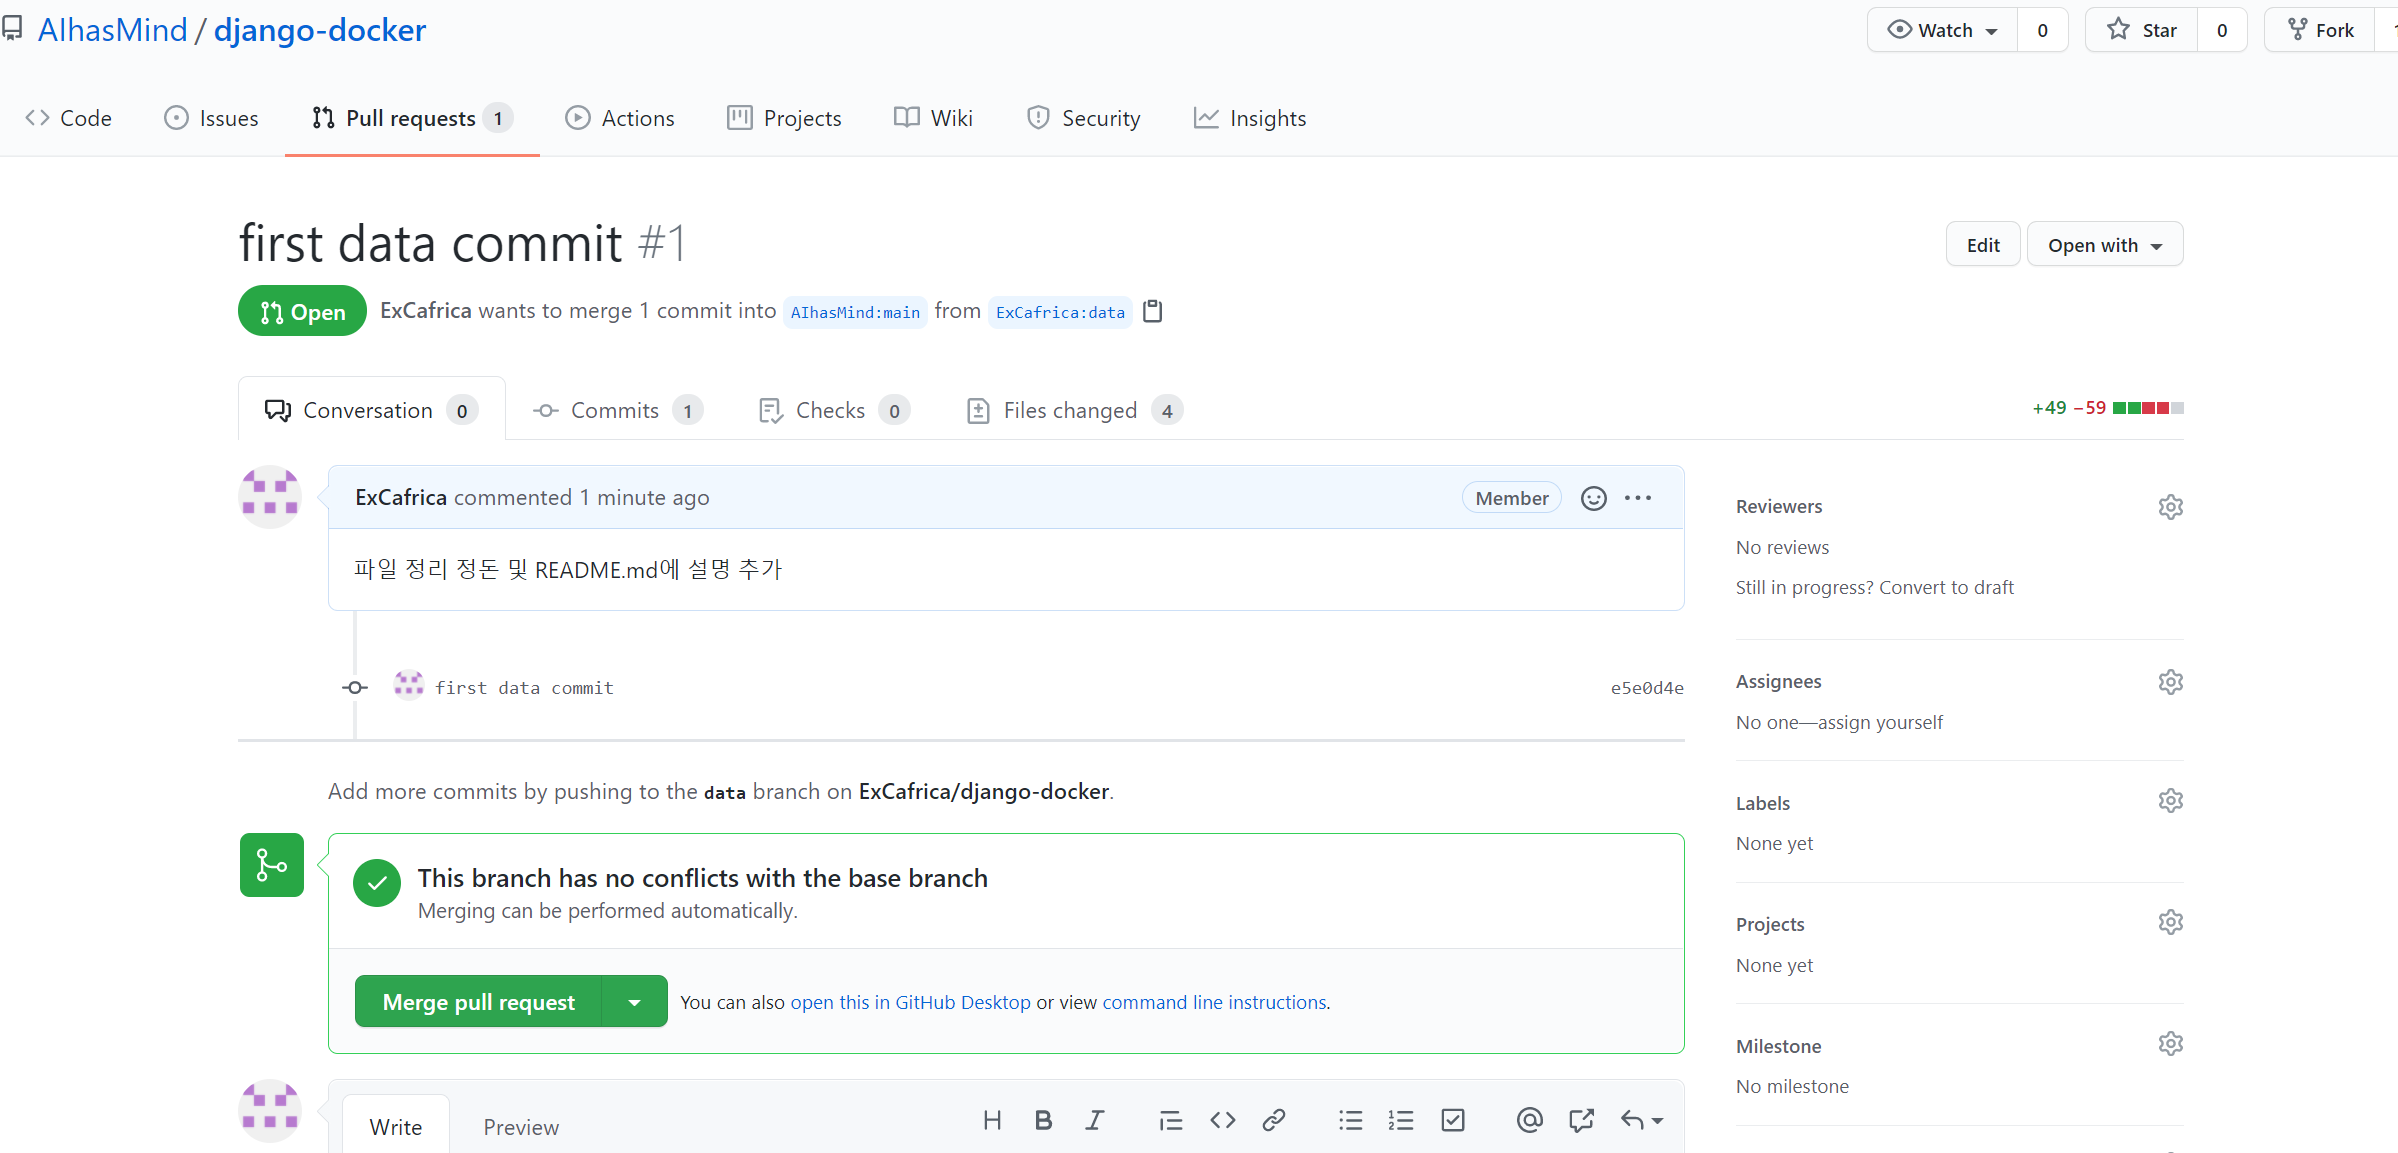 AIhasMind / django-docker
Watch 0 Star 0 Fork
Code Issues Pull requests 1 Actions Projects Wiki Security Insights
first data commit #1
Edit Open with
Open ExCafrica wants to merge 1 commit into AIhasMind:main from ExCafrica:data
Conversation 0 Commits 1 Checks 0 Files changed 4
+49 −59
ExCafrica commented 1 minute ago
Member
파일 정리 정돈 및 README.md에 설명 추가
first data commit
e5e0d4e
Add more commits by pushing to the data branch on ExCafrica/django-docker.
This branch has no conflicts with the base branch
Merging can be performed automatically.
Merge pull request
You can also open this in GitHub Desktop or view command line instructions.
Write Preview
Reviewers
No reviews
Still in progress? Convert to draft
Assignees
No one—assign yourself
Labels
None yet
Projects
None yet
Milestone
No milestone